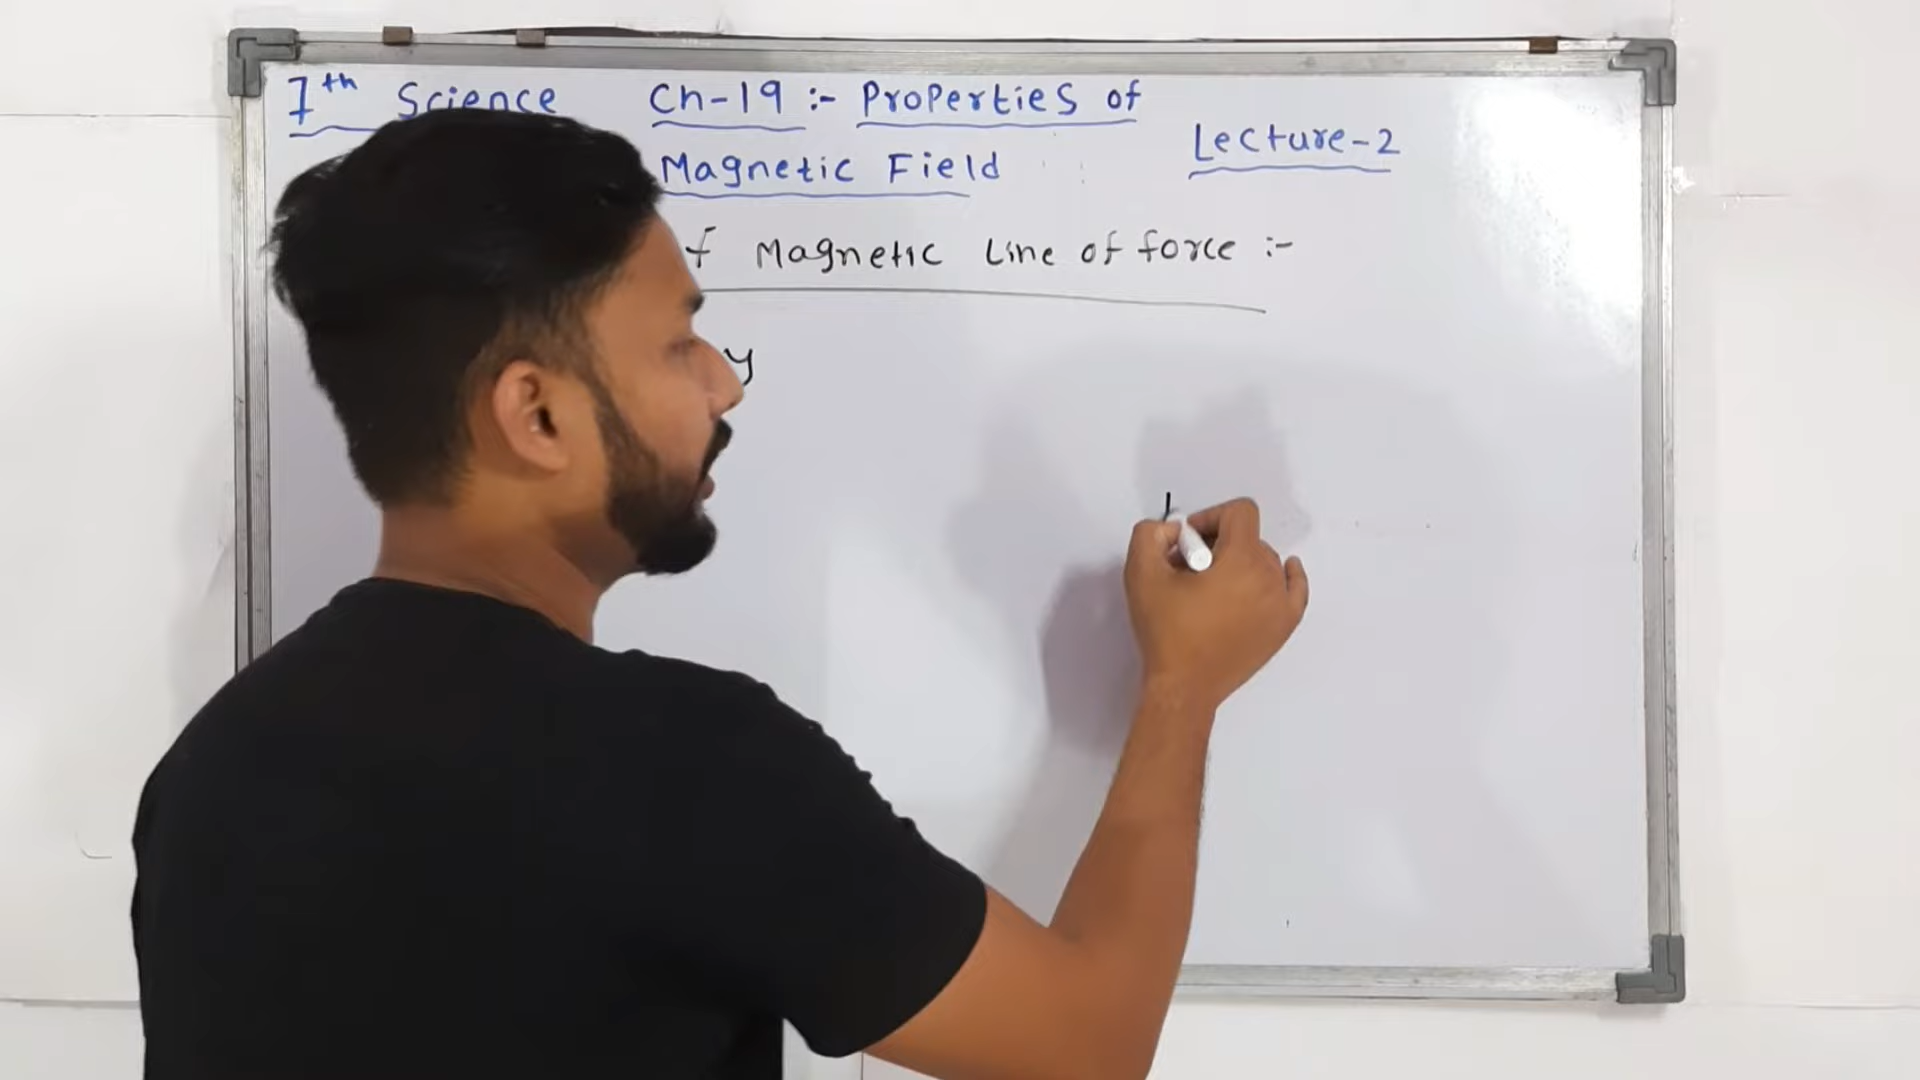 7th Science Ch-19 :- Properties of
Magnetic Field Lecture-2
f Magnetic Line of force :-
y